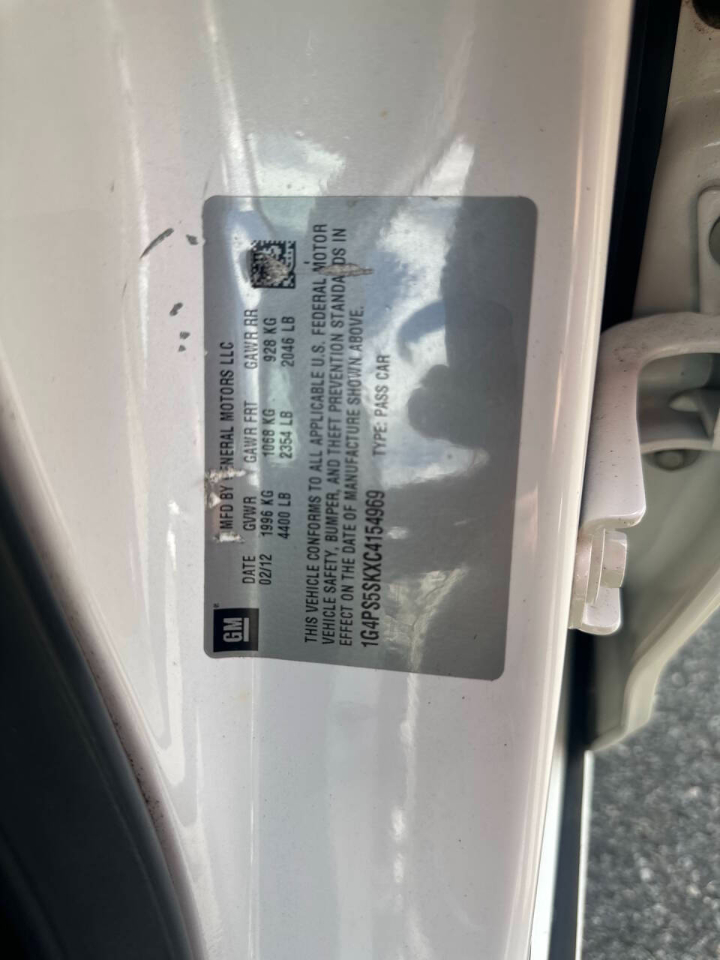 GM
MFD BY GENERAL MOTORS LLC
DATE GVWR GAWR FRT GAWR RR
02/12 1996 KG 1068 KG 928 KG
4400 LB 2354 LB 2046 LB
THIS VEHICLE CONFORMS TO ALL APPLICABLE U.S. FEDERAL MOTOR
VEHICLE SAFETY, BUMPER, AND THEFT PREVENTION STANDARDS IN
EFFECT ON THE DATE OF MANUFACTURE SHOWN ABOVE.
1G4PS5SKXC4154969 TYPE: PASS CAR